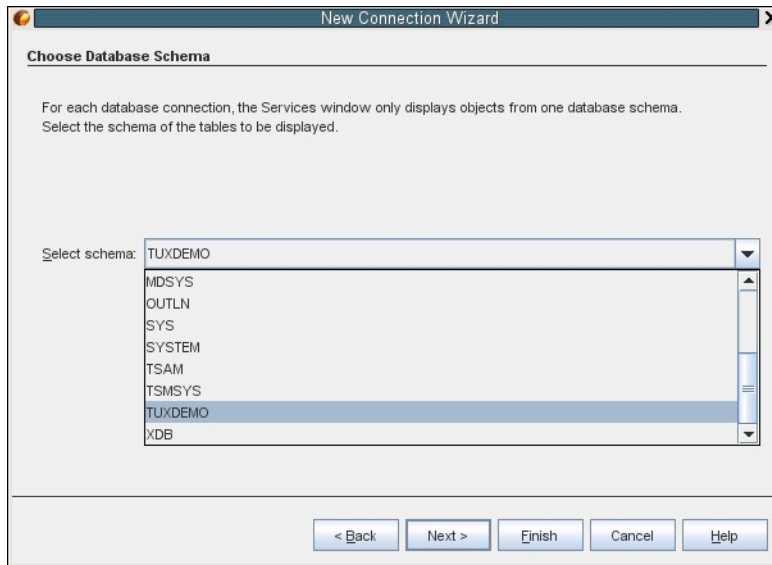 New Connection Wizard
Choose Database Schema
For each database connection, the Services window only displays objects from one database schema.
Select the schema of the tables to be displayed.
Select schema: TUXDEMO
MDSYS
OUTLN
SYS
SYSTEM
TSAM
TSMSYS
TUXDEMO
XDB
< Back Next > Finish Cancel Help